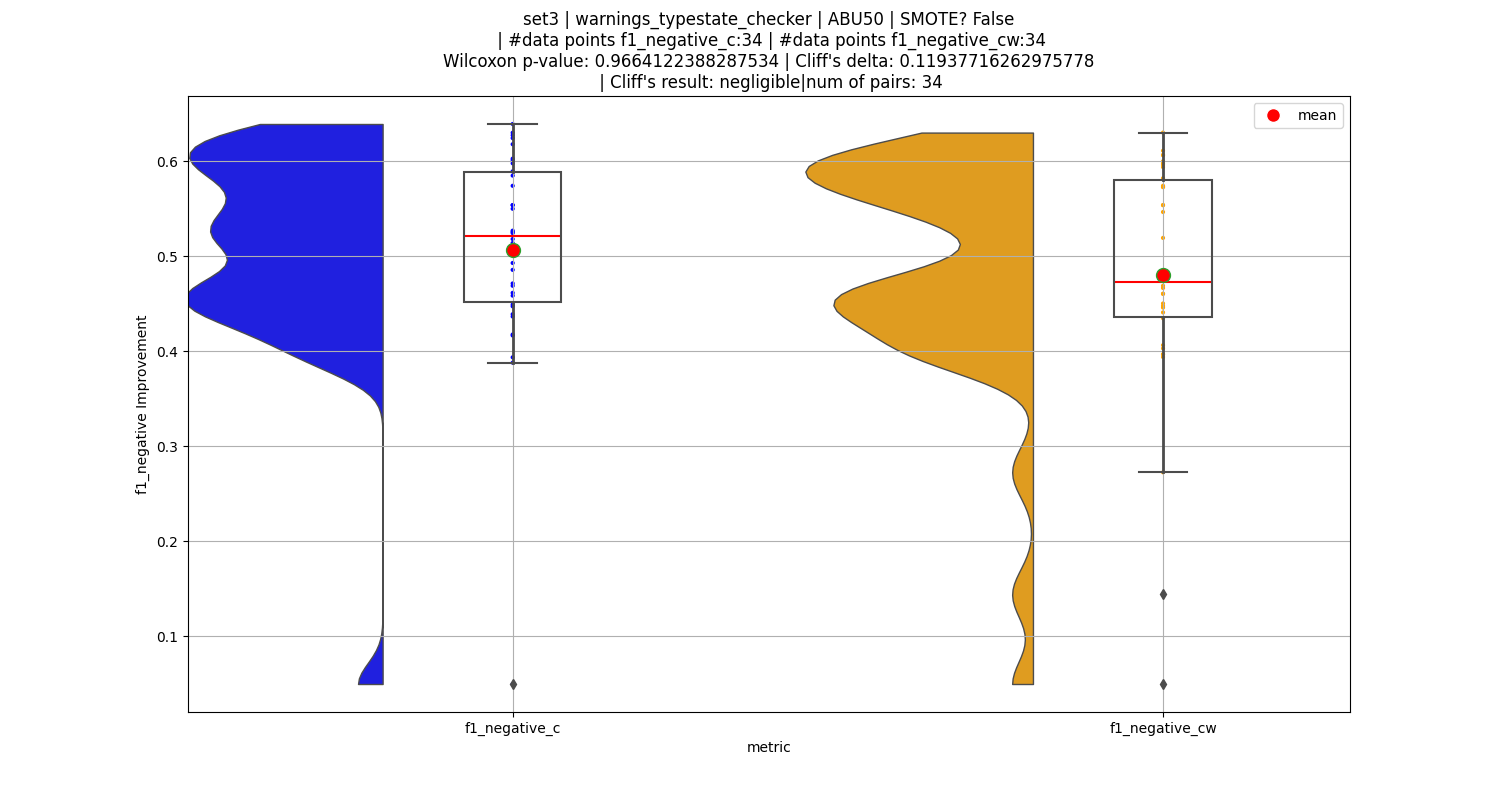 set3 | warnings_typestate_checker | ABU50 | SMOTE? False
| #data points f1_negative_c:34 | #data points f1_negative_cw:34
Wilcoxon p-value: 0.9664122388287534 | Cliff's delta: 0.11937716262975778
| Cliff's result: negligible|num of pairs: 34
mean
0.6
0.5
0.4
0.3
0.2
0.1
f1_negative Improvement
f1_negative_c
f1_negative_cw
metric